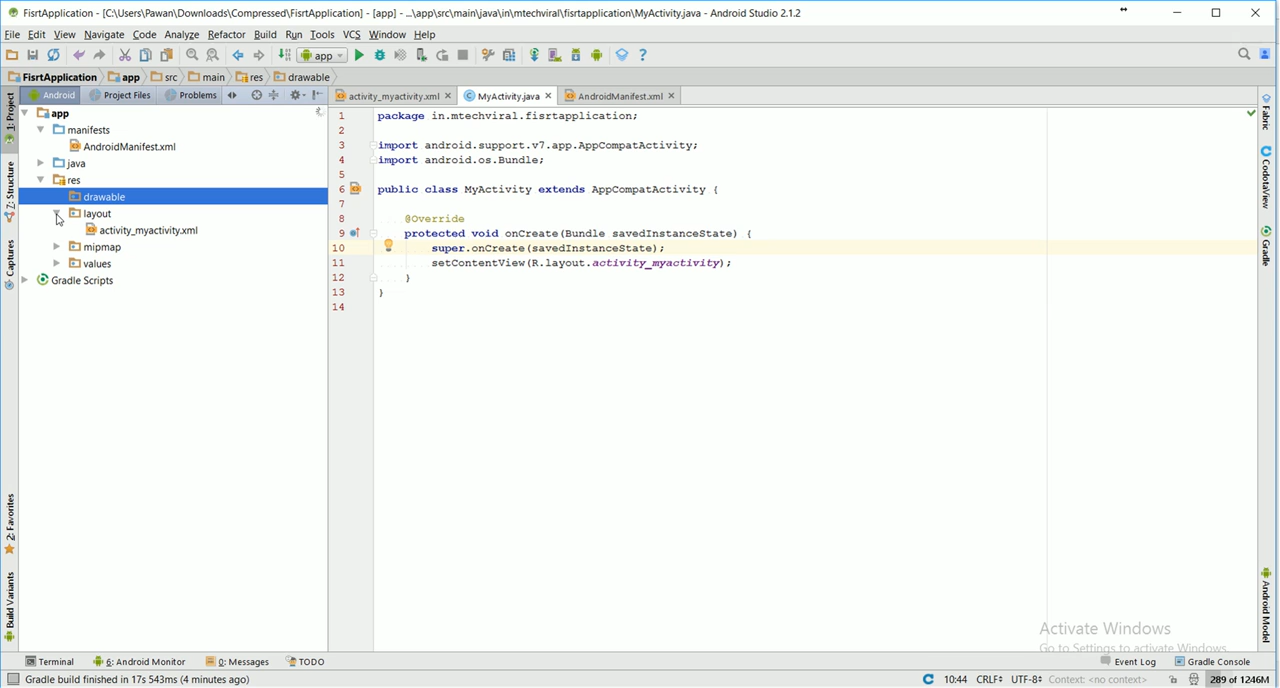 FisrtApplication - [C:\Users\Pawan\Downloads\Compressed\FisrtApplication] - [app] - ...\app\src\main\java\in\mtechviral\fisrtapplication\MyActivity.java - Android Studio 2.1.2
File Edit View Navigate Code Analyze Refactor Build Run Tools VCS Window Help
app
FisrtApplication app src main res drawable
Android Project Files Problems
activity_myactivity.xml MyActivity.java AndroidManifest.xml
1: Project
7: Structure
Captures
2: Favorites
Build Variants
app
manifests
AndroidManifest.xml
java
res
drawable
layout
activity_myactivity.xml
mipmap
values
Gradle Scripts
1 package in.mtechviral.fisrtapplication;
2
3 import android.support.v7.app.AppCompatActivity;
4 import android.os.Bundle;
5
6 public class MyActivity extends AppCompatActivity {
7
8 @Override
9 protected void onCreate(Bundle savedInstanceState) {
10 super.onCreate(savedInstanceState);
11 setContentView(R.layout.activity_myactivity);
12 }
13 }
14
Fabric
CodotaView
Gradle
Android Model
Activate Windows
Go to Settings to activate Windows.
Terminal 6: Android Monitor 0: Messages TODO Event Log Gradle Console
Gradle build finished in 17s 543ms (4 minutes ago) 10:44 CRLF UTF-8 Context: <no context> 289 of 1246M